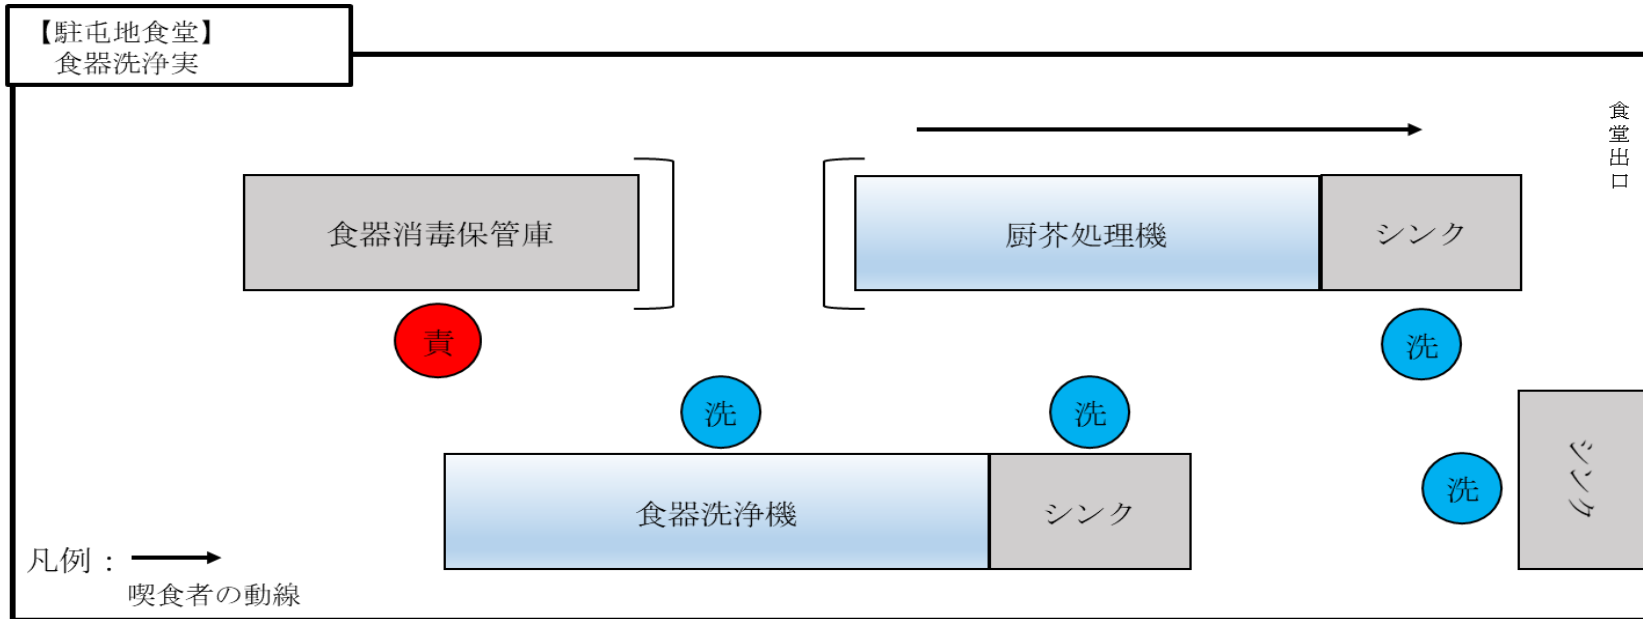 【駐屯地食堂】
食器洗浄実
食堂出口
食器消毒保管庫
厨芥処理機
シンク
責
洗
洗
洗
洗
食器洗浄機
シンク
シンク
凡例：
喫食者の動線